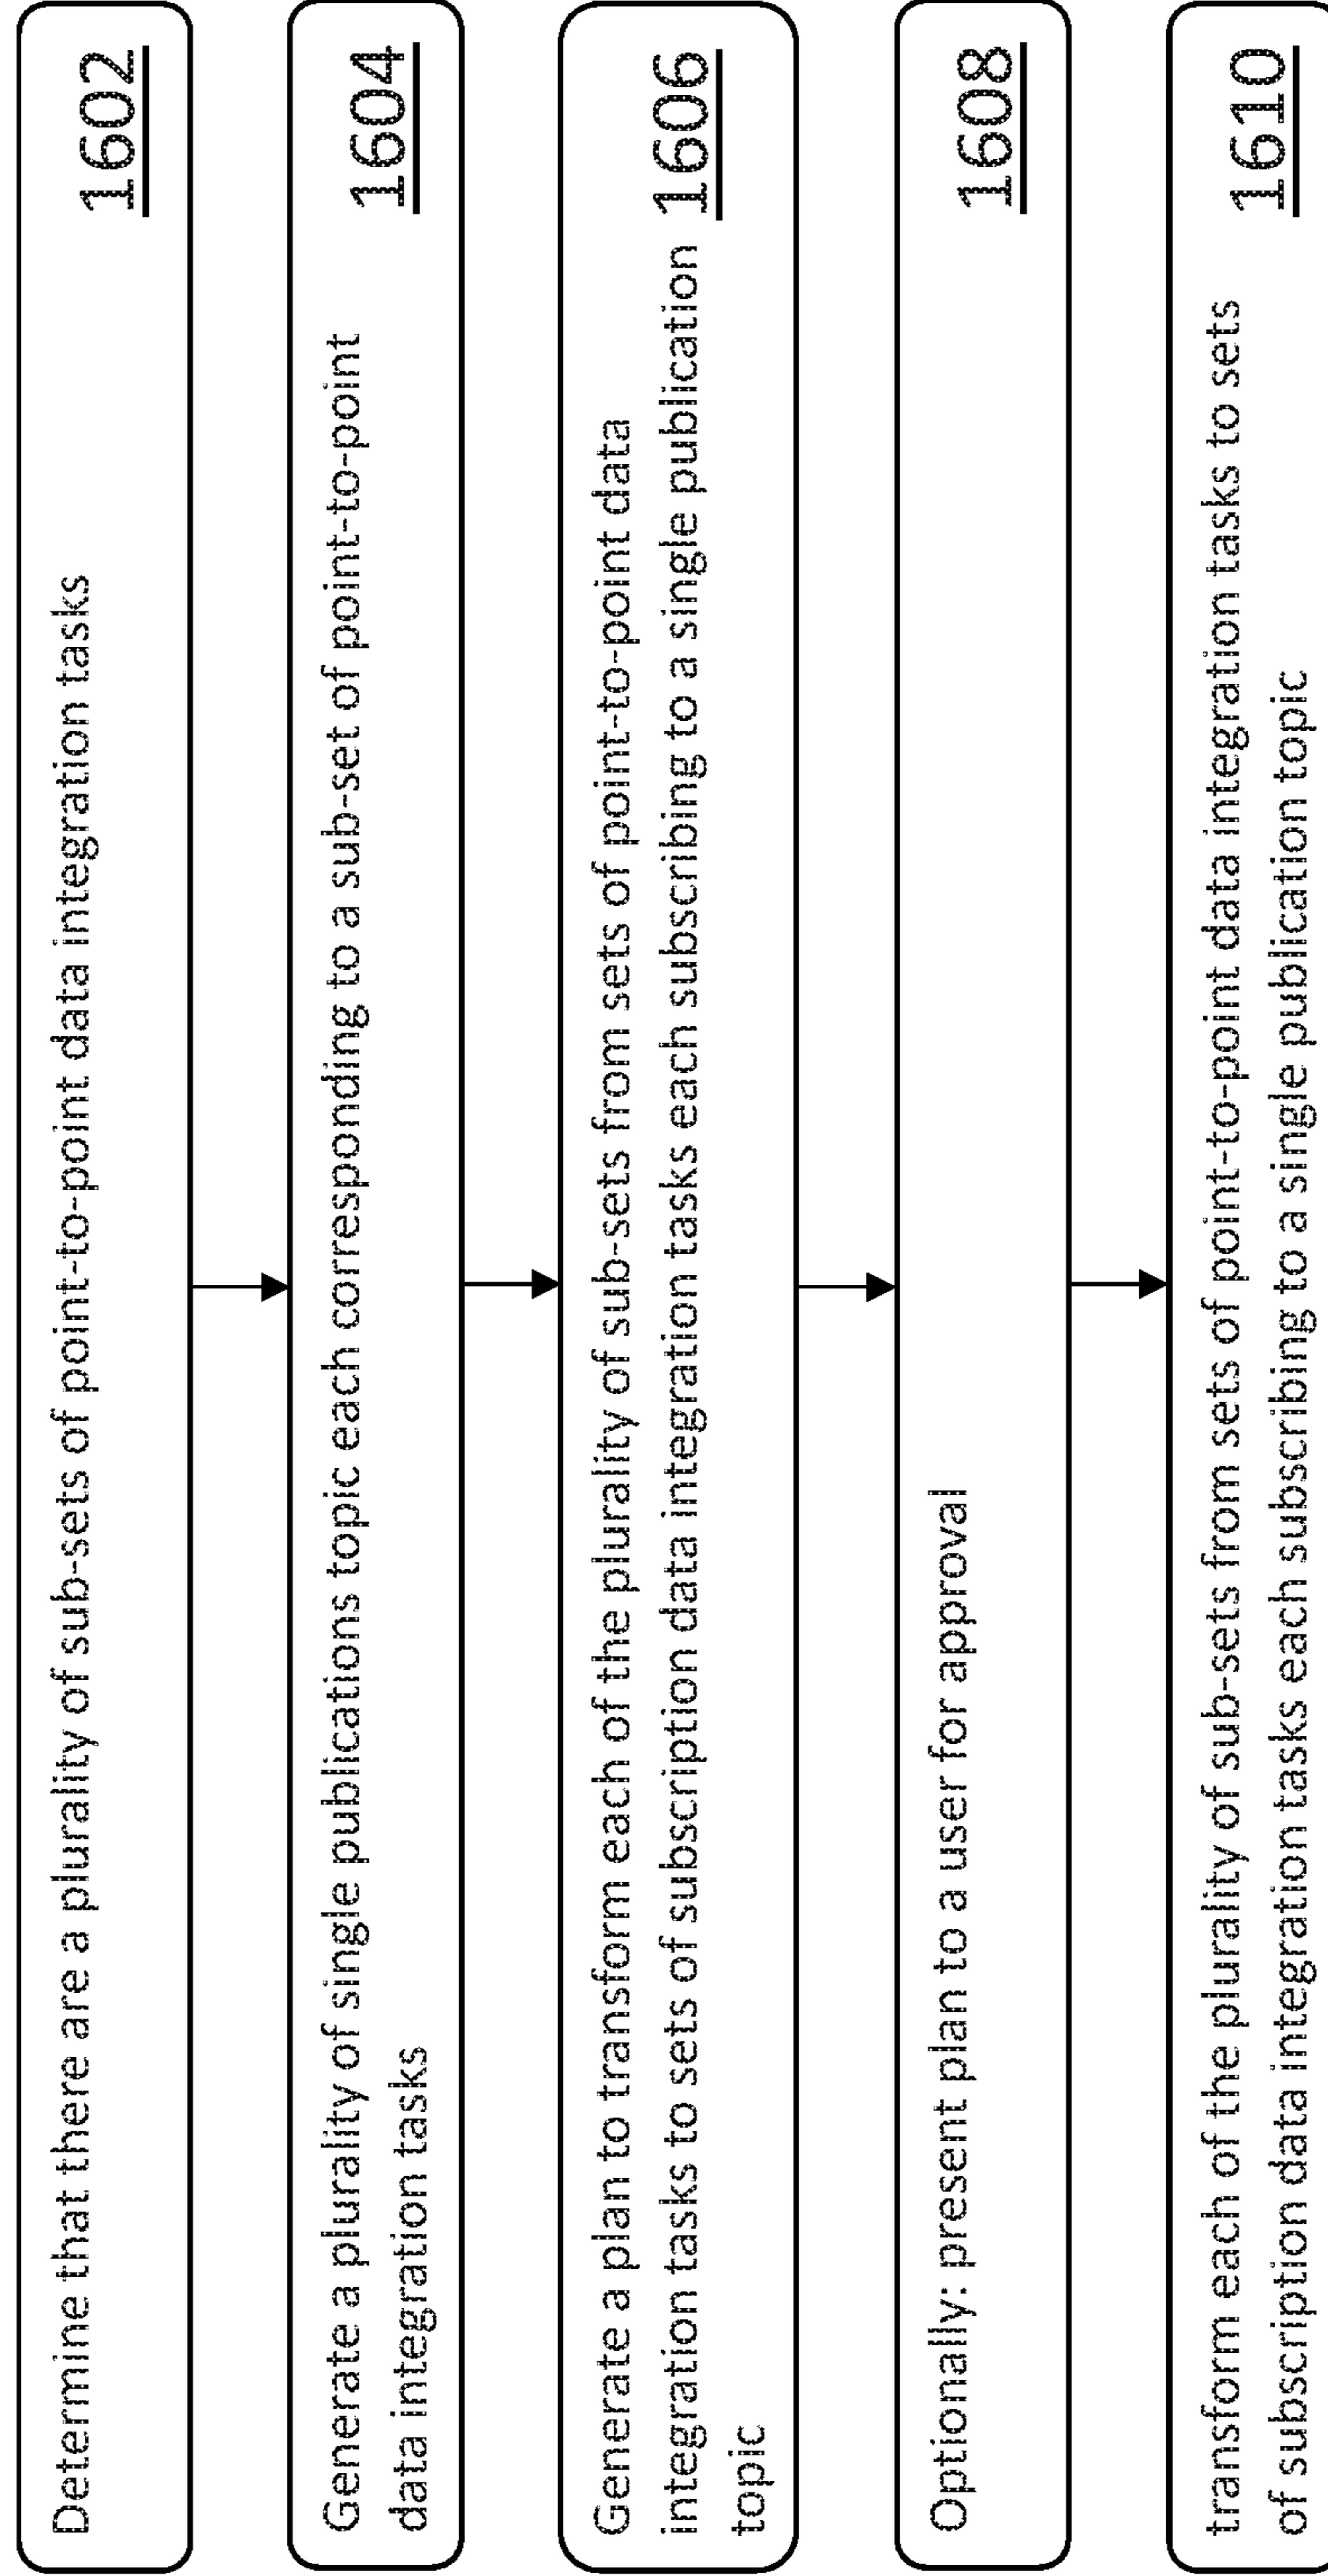 Determine that there are a plurality of sub-sets of point-to-point data integration tasks
1602
Generate a plurality of single publications topic each corresponding to a sub-set of point-to-point
data integration tasks
1604
Generate a plan to transform each of the plurality of sub-sets from sets of point-to-point data
integration tasks to sets of subscription data integration tasks each subscribing to a single publication
topic
1606
Optionally: present plan to a user for approval
1608
transform each of the plurality of sub-sets from sets of point-to-point data integration tasks to sets
of subscription data integration tasks each subscribing to a single publication topic
1610